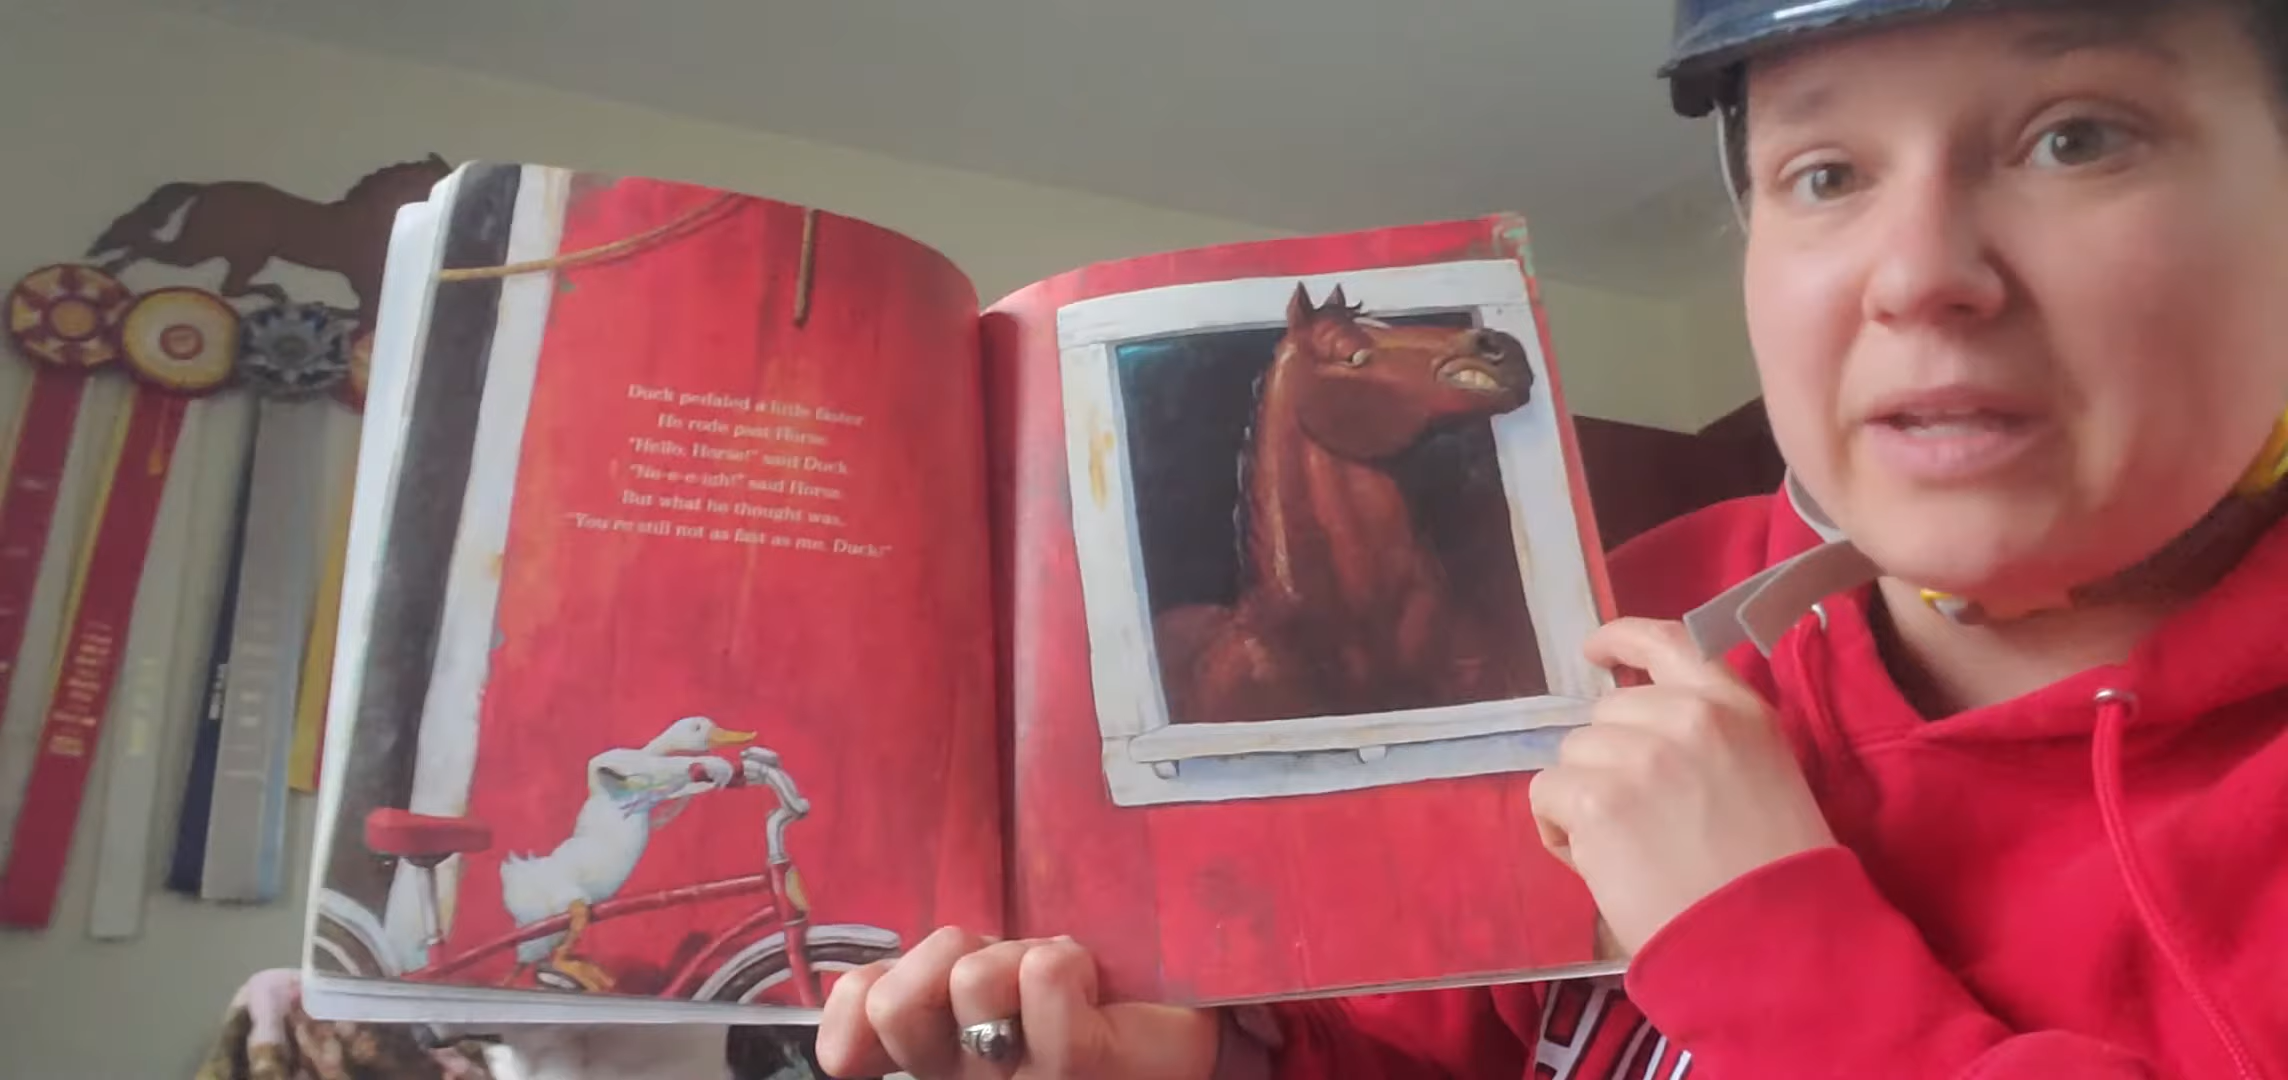 Duck pedaled a little faster
He rode past Horse.
"Hello, Horse!" said Duck.
"Ne-e-e-igh!" said Horse.
But what he thought was,
"You're still not as fast as me, Duck!"